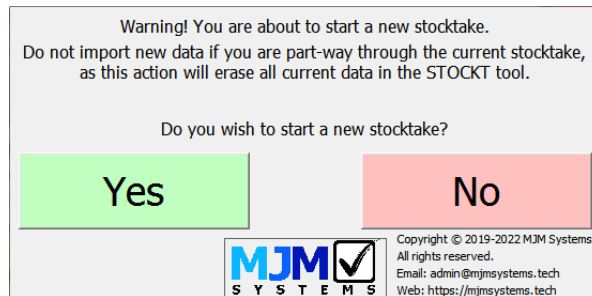 Warning! You are about to start a new stocktake.
Do not import new data if you are part-way through the current stocktake,
as this action will erase all current data in the STOCKT tool.
Do you wish to start a new stocktake?
Yes
No
MJM
SYSTEMS
Copyright © 2019-2022 MJM Systems
All rights reserved.
Email: admin@mjmsystems.tech
Web: https://mjmsystems.tech